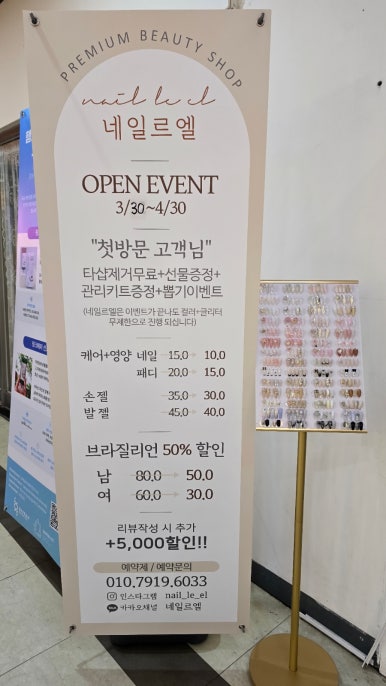 PREMIUM BEAUTY SHOP
nail le el
네일르엘
OPEN EVENT
3/30~4/30
"첫방문 고객님"
타샵제거무료+선물증정+
관리키트증정+뽑기이벤트
(네일르엘은 이벤트가 끝나도 컬러+글리터
무제한으로 진행 됩니다)
케어+영양 네일 15,0 → 10,0
패디 20,0 → 15,0
손 젤 35,0 → 30,0
발 젤 45,0 → 40,0
브라질리언 50% 할인
남 80,0 → 50,0
여 60,0 → 30,0
리뷰작성 시 추가
+5,000할인!!
예약제 / 예약문의
010.7919.6033
인스타그램 nail_le_el
카카오채널 네일르엘